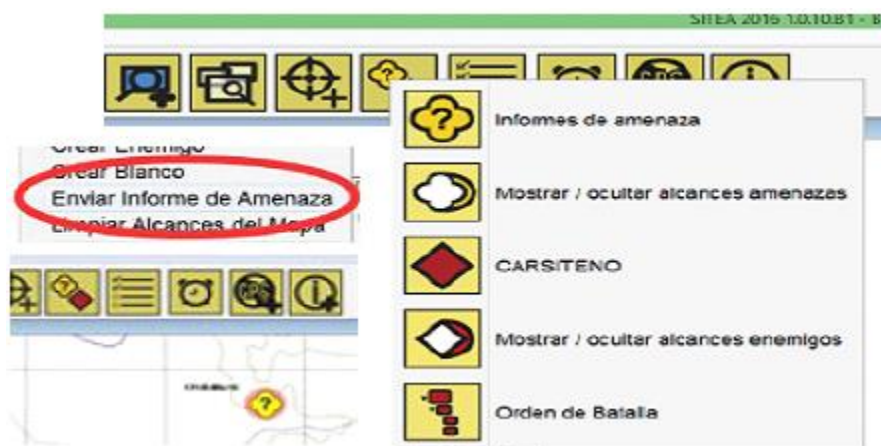 SITEA 2016 1.0.10.B1 - B
Informes de amenaza
Mostrar / ocultar alcances amenazas
CARSITENO
Mostrar / ocultar alcances enemigos
Orden de Batalla
Crear Enemigo
Crear Blanco
Enviar Informe de Amenaza
Limpiar Alcances del Mapa